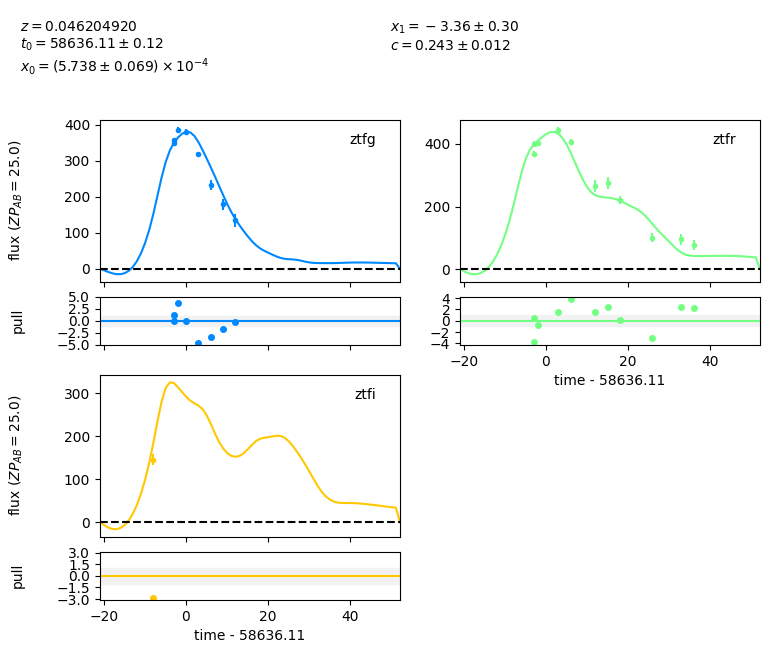 z = 0.046204920
t₀ = 58636.11 ± 0.12
x₀ = (5.738 ± 0.069) × 10⁻⁴
x₁ = −3.36 ± 0.30
c = 0.243 ± 0.012
ztfg
flux (ZP_AB = 25.0)
400
300
200
100
0
ztfr
400
200
0
pull
5.0
2.5
0.0
−2.5
−5.0
4
2
0
−2
−4
−20 0 20 40
time - 58636.11
ztfi
flux (ZP_AB = 25.0)
300
200
100
0
pull
3.0
1.5
0.0
−1.5
−3.0
−20 0 20 40
time - 58636.11